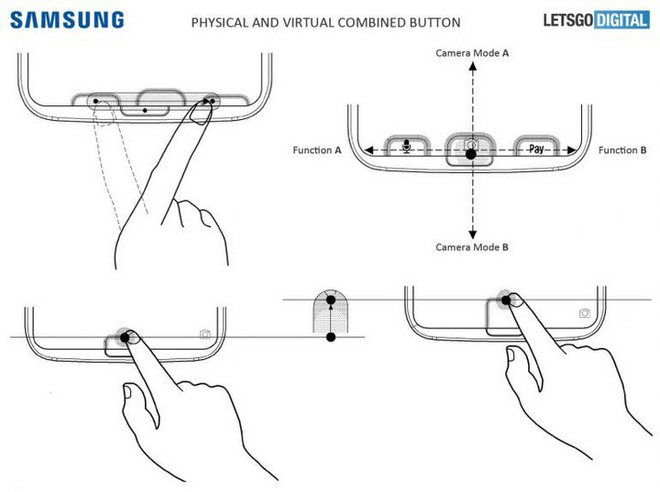 SAMSUNG
PHYSICAL AND VIRTUAL COMBINED BUTTON
LETSGO DIGITAL
Camera Mode A
Function A
Pay
Function B
Camera Mode B